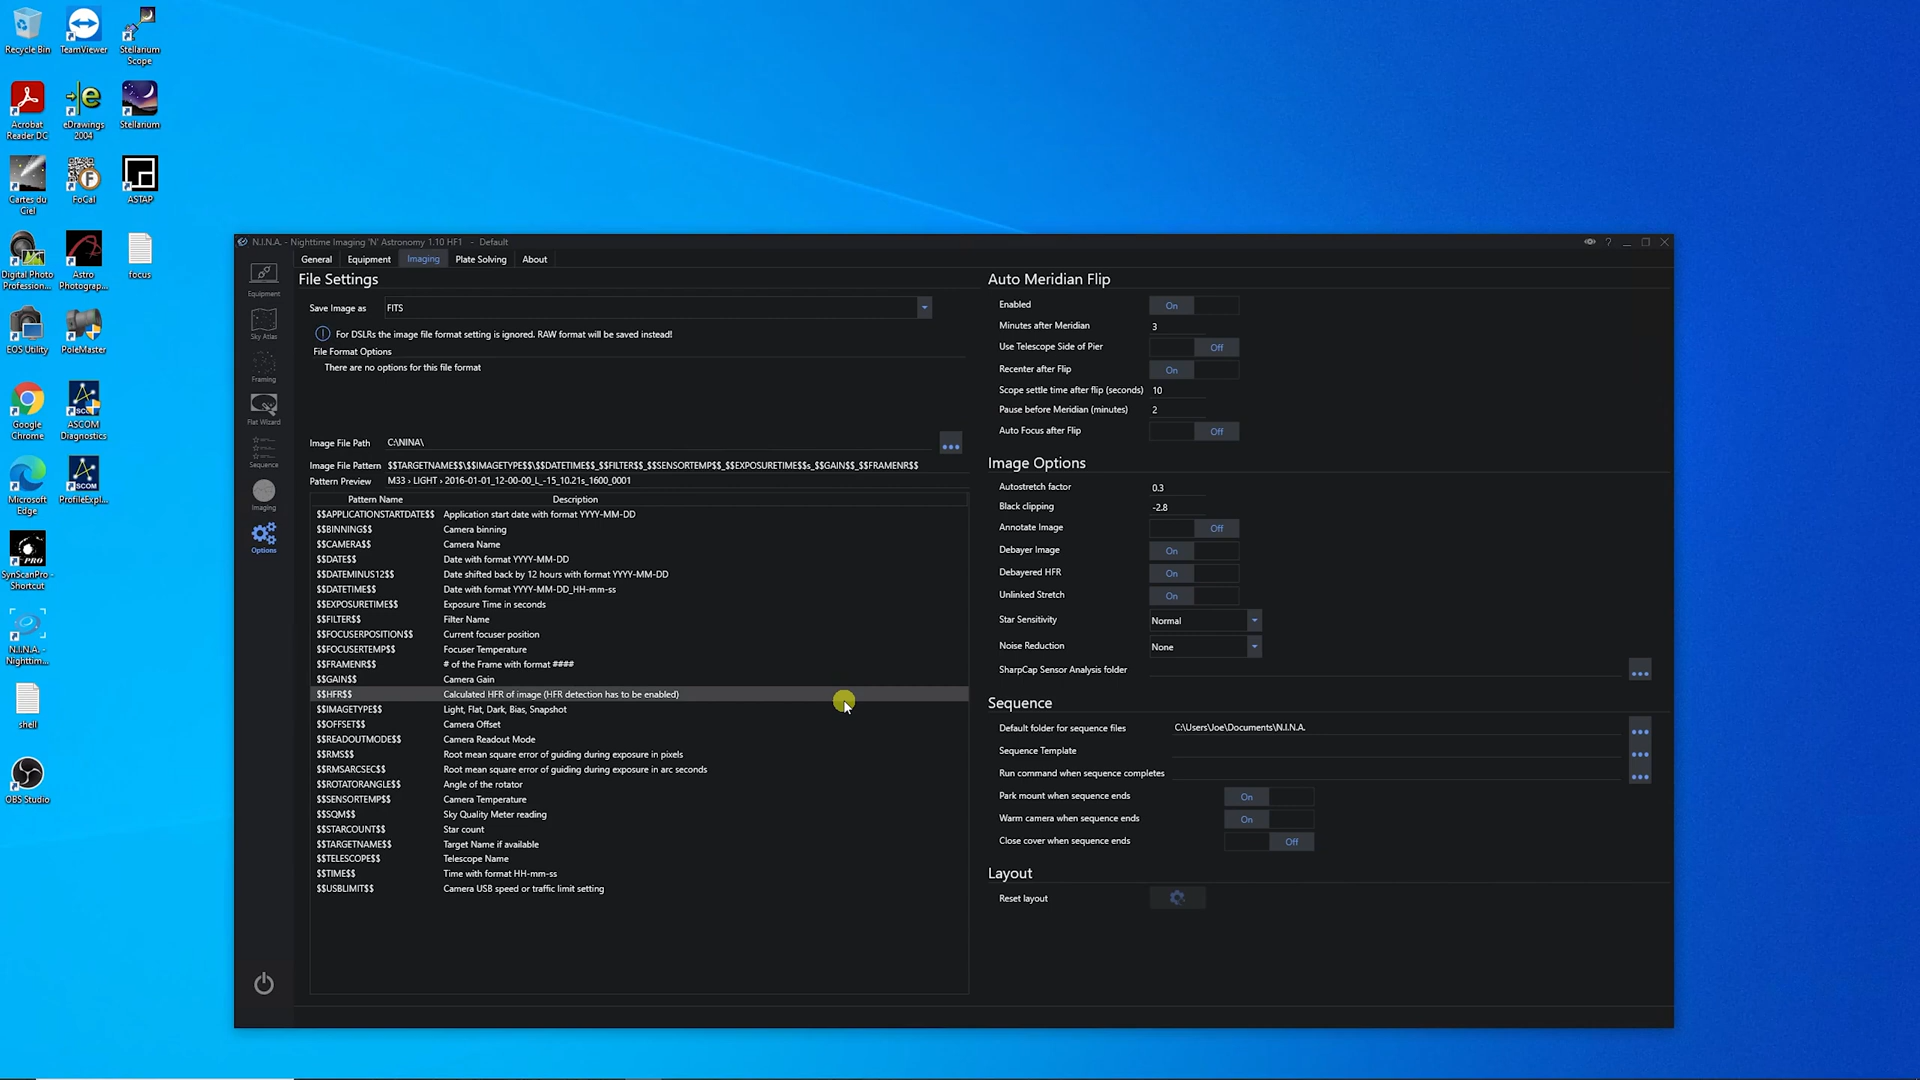 Recycle Bin
TeamViewer
Stellarium
Scope
Acrobat
Reader DC
eDrawings
2004
Stellarium
Cartes du
Ciel
FoCal
ASTAP
Digital Photo
Profession...
Astro
Photograp...
focus
EOS Utility
PoleMaster
Google
Chrome
ASCOM
Diagnostics
Microsoft
Edge
ProfileExpl...
SynScanPro -
Shortcut
N.I.N.A. -
Nighttim...
shell
OBS Studio
N.I.N.A. - Nighttime Imaging 'N' Astronomy 1.10 HF1 - Default
Equipment
Sky Atlas
Framing
Flat Wizard
Sequence
Imaging
Options
General Equipment Imaging Plate Solving About
File Settings
Save Image as FITS
For DSLRs the image file format setting is ignored. RAW format will be saved instead!
File Format Options
There are no options for this file format
Image File Path C:\NINA\
Image File Pattern $$TARGETNAME$$\$$IMAGETYPE$$\$$DATETIME$$_$$FILTER$$_$$SENSORTEMP$$_$$EXPOSURETIME$$s_$$GAIN$$_$$FRAMENR$$
Pattern Preview M33 › LIGHT › 2016-01-01_12-00-00_L_-15_10.21s_1600_0001
Pattern Name Description
$$APPLICATIONSTARTDATE$$ Application start date with format YYYY-MM-DD
$$BINNING$$ Camera binning
$$CAMERA$$ Camera Name
$$DATE$$ Date with format YYYY-MM-DD
$$DATEMINUS12$$ Date shifted back by 12 hours with format YYYY-MM-DD
$$DATETIME$$ Date with format YYYY-MM-DD_HH-mm-ss
$$EXPOSURETIME$$ Exposure Time in seconds
$$FILTER$$ Filter Name
$$FOCUSERPOSITION$$ Current focuser position
$$FOCUSERTEMP$$ Focuser Temperature
$$FRAMENR$$ # of the Frame with format ####
$$GAIN$$ Camera Gain
$$HFR$$ Calculated HFR of image (HFR detection has to be enabled)
$$IMAGETYPE$$ Light, Flat, Dark, Bias, Snapshot
$$OFFSET$$ Camera Offset
$$READOUTMODE$$ Camera Readout Mode
$$RMS$$ Root mean square error of guiding during exposure in pixels
$$RMSARCSEC$$ Root mean square error of guiding during exposure in arc seconds
$$ROTATORANGLE$$ Angle of the rotator
$$SENSORTEMP$$ Camera Temperature
$$SQM$$ Sky Quality Meter reading
$$STARCOUNT$$ Star count
$$TARGETNAME$$ Target Name if available
$$TELESCOPE$$ Telescope Name
$$TIME$$ Time with format HH-mm-ss
$$USBLIMIT$$ Camera USB speed or traffic limit setting
Auto Meridian Flip
Enabled On
Minutes after Meridian 3
Use Telescope Side of Pier Off
Recenter after Flip On
Scope settle time after flip (seconds) 10
Pause before Meridian (minutes) 2
Auto Focus after Flip Off
Image Options
Autostretch factor 0.3
Black clipping -2.8
Annotate Image Off
Debayer Image On
Debayered HFR On
Unlinked Stretch On
Star Sensitivity Normal
Noise Reduction None
SharpCap Sensor Analysis folder
Sequence
Default folder for sequence files C:\Users\Joe\Documents\N.I.N.A.
Sequence Template
Run command when sequence completes
Park mount when sequence ends On
Warm camera when sequence ends On
Close cover when sequence ends Off
Layout
Reset layout